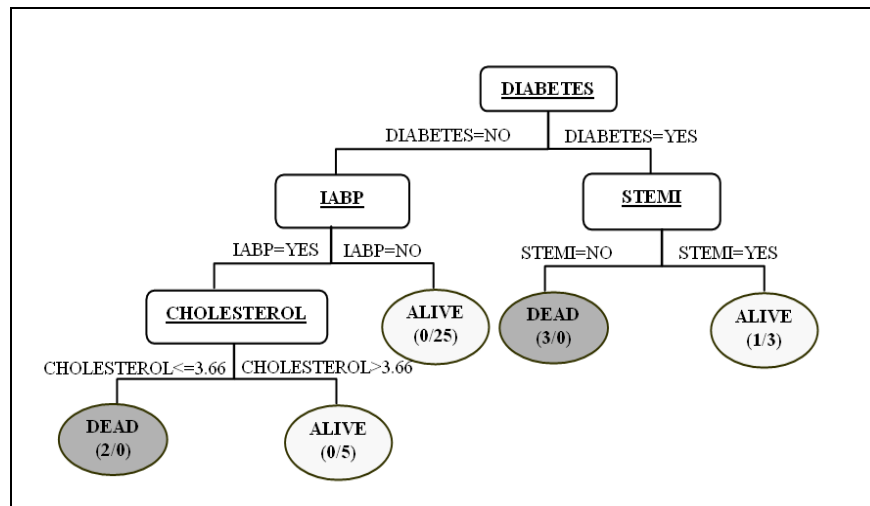 DIABETES
DIABETES=NO
DIABETES=YES
IABP
STEMI
IABP=YES
IABP=NO
STEMI=NO
STEMI=YES
CHOLESTEROL
ALIVE
(0/25)
DEAD
(3/0)
ALIVE
(1/3)
CHOLESTEROL<=3.66
CHOLESTEROL>3.66
DEAD
(2/0)
ALIVE
(0/5)